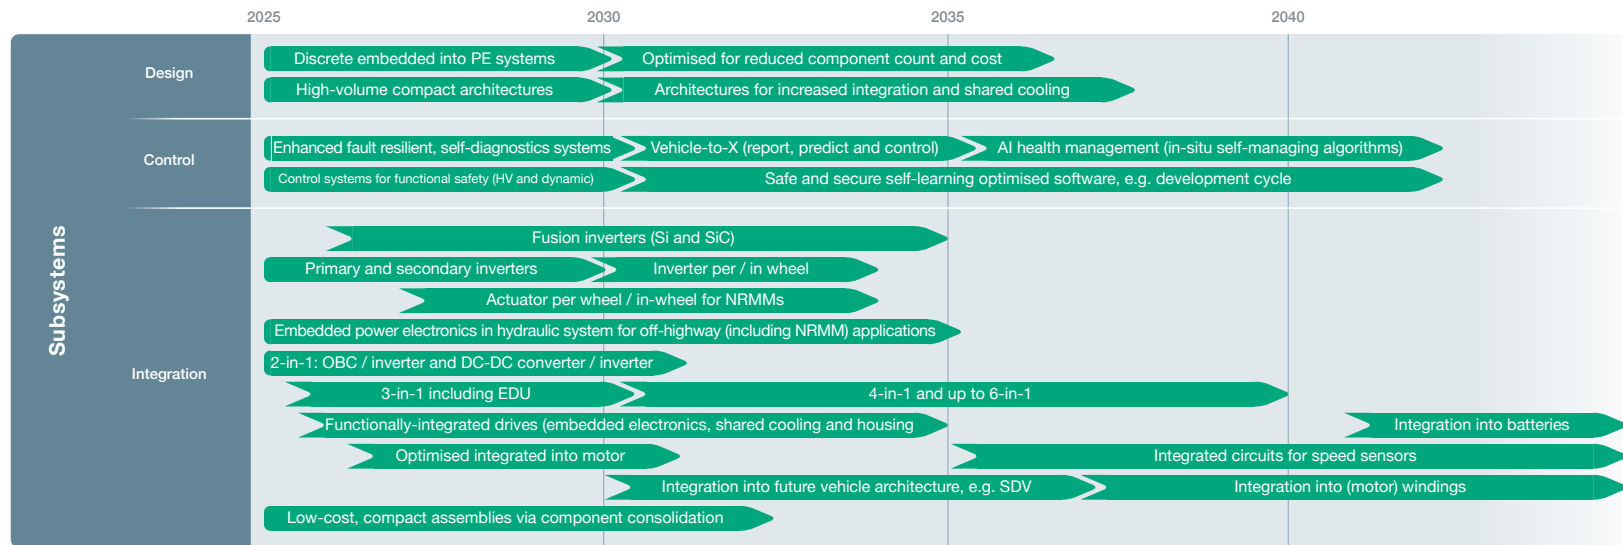 2025 2030 2035 2040
Subsystems
Design
Discrete embedded into PE systems Optimised for reduced component count and cost
High-volume compact architectures Architectures for increased integration and shared cooling
Control
Enhanced fault resilient, self-diagnostics systems Vehicle-to-X (report, predict and control) AI health management (in-situ self-managing algorithms)
Control systems for functional safety (HV and dynamic) Safe and secure self-learning optimised software, e.g. development cycle
Integration
Fusion inverters (Si and SiC)
Primary and secondary inverters Inverter per / in wheel
Actuator per wheel / in-wheel for NRMMs
Embedded power electronics in hydraulic system for off-highway (including NRMM) applications
2-in-1: OBC / inverter and DC-DC converter / inverter
3-in-1 including EDU 4-in-1 and up to 6-in-1
Functionally-integrated drives (embedded electronics, shared cooling and housing Integration into batteries
Optimised integrated into motor Integrated circuits for speed sensors
Integration into future vehicle architecture, e.g. SDV Integration into (motor) windings
Low-cost, compact assemblies via component consolidation